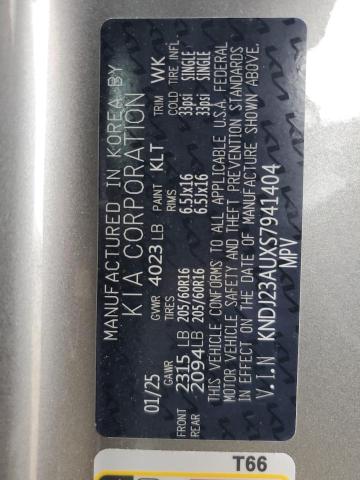 MANUFACTURED IN KOREA BY
KIA CORPORATION
01/25 GVWR 4023 LB PAINT KLT TRIM WK
GAWR TIRES RIMS COLD TIRE INFL.
FRONT 2315 LB 205/60R16 6.5Jx16 33psi SINGLE
REAR 2094 LB 205/60R16 6.5Jx16 33psi SINGLE
THIS VEHICLE CONFORMS TO ALL APPLICABLE U.S.A FEDERAL
MOTOR VEHICLE SAFETY AND THEFT PREVENTION STANDARDS
IN EFFECT ON THE DATE OF MANUFACTURE SHOWN ABOVE.
V.I.N KNDJ23AUXS7941404
MPV
T66